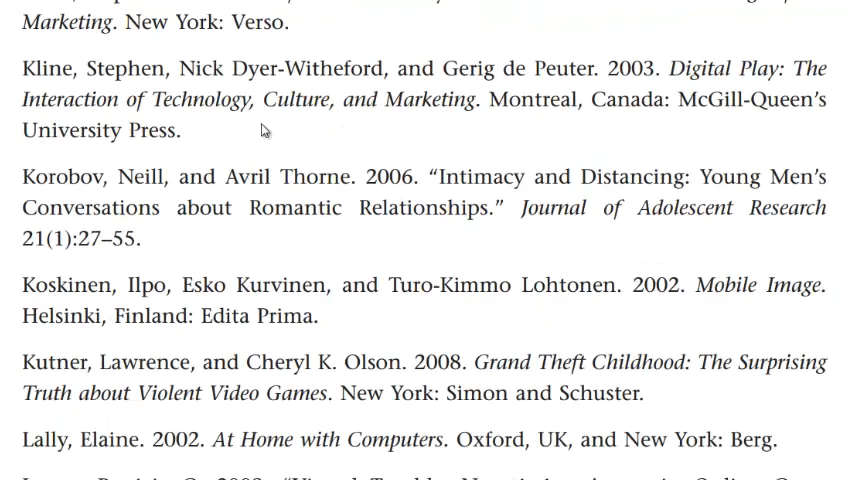 Marketing. New York: Verso.
Kline, Stephen, Nick Dyer-Witheford, and Gerig de Peuter. 2003. Digital Play: The
Interaction of Technology, Culture, and Marketing. Montreal, Canada: McGill-Queen’s
University Press.
Korobov, Neill, and Avril Thorne. 2006. “Intimacy and Distancing: Young Men’s
Conversations about Romantic Relationships.” Journal of Adolescent Research
21(1):27–55.
Koskinen, Ilpo, Esko Kurvinen, and Turo-Kimmo Lohtonen. 2002. Mobile Image.
Helsinki, Finland: Edita Prima.
Kutner, Lawrence, and Cheryl K. Olson. 2008. Grand Theft Childhood: The Surprising
Truth about Violent Video Games. New York: Simon and Schuster.
Lally, Elaine. 2002. At Home with Computers. Oxford, UK, and New York: Berg.